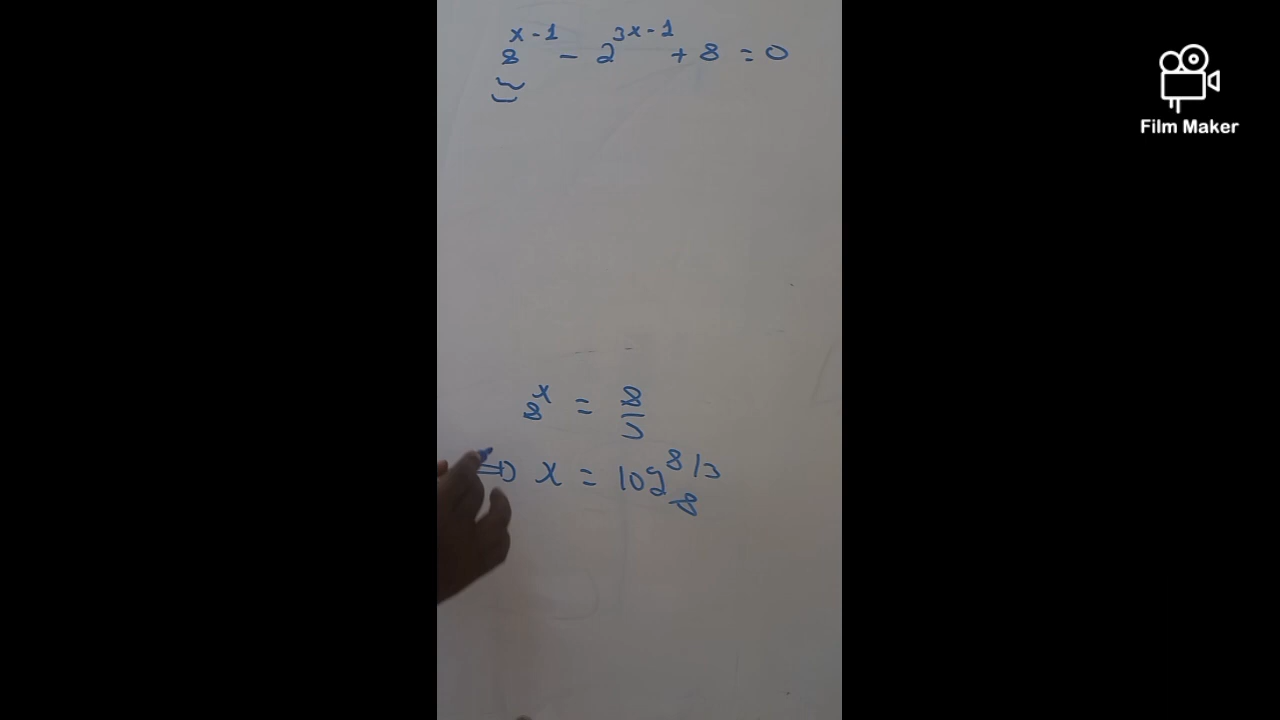 8^{x-1} - 2^{3x-1} + 8 = 0
Film Maker
8^x = 8/3
⇒ x = log_8^{8/3}